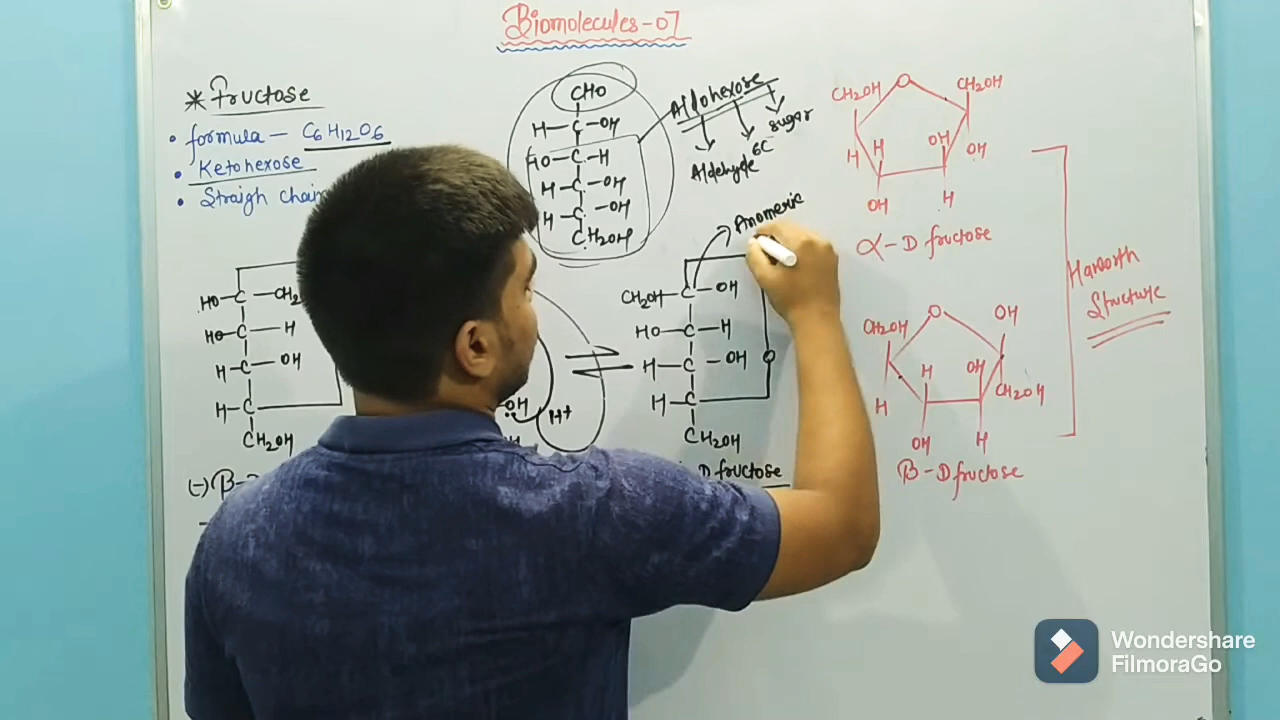 Biomolecules-07
* Fructose
• formula – C6H12O6
• Ketohexose
• Straigh chain
CHO
H–C–OH
HO–C–H
H–C–OH
H–C–OH
CH2OH
Aldohexose
Aldehyde
6C
sugar
HO–C–CH2
HO–C–H
H–C–OH
H–C
CH2OH
(-) β-
OH
H+
Anomeric
CH2OH–C–OH
HO–C–H
H–C–OH
O
H–C
CH2OH
D fructose
CH2OH O CH2OH
H H OH OH
OH H
α-D fructose
CH2OH O OH
H H OH CH2OH
OH H
β-D fructose
Haworth
Structure
Wondershare
FilmoraGo